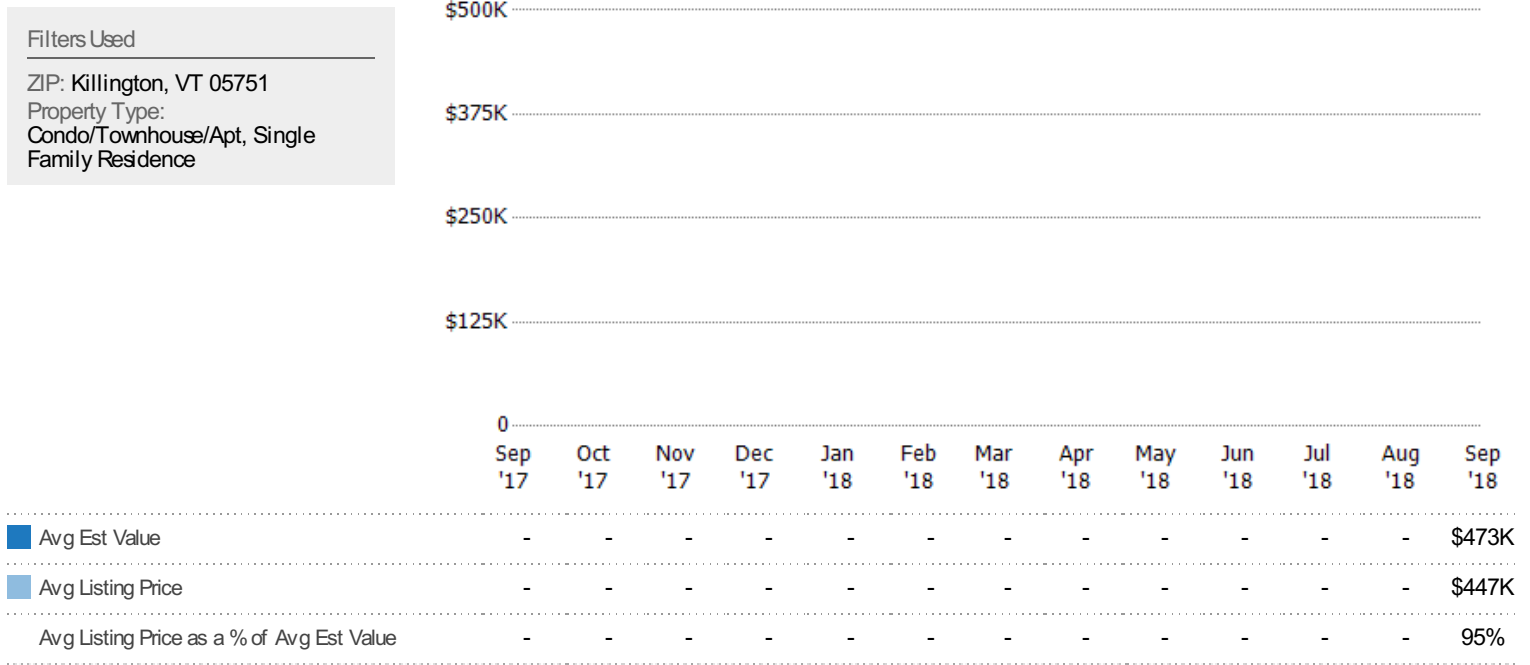 Filters Used
ZIP: Killington, VT 05751
Property Type:
Condo/Townhouse/Apt, Single
Family Residence
$500K
$375K
$250K
$125K
0
Sep Oct Nov Dec Jan Feb Mar Apr May Jun Jul Aug Sep
'17 '17 '17 '17 '18 '18 '18 '18 '18 '18 '18 '18 '18
Avg Est Value - - - - - - - - - - - - $473K
Avg Listing Price - - - - - - - - - - - - $447K
Avg Listing Price as a % of Avg Est Value - - - - - - - - - - - - 95%